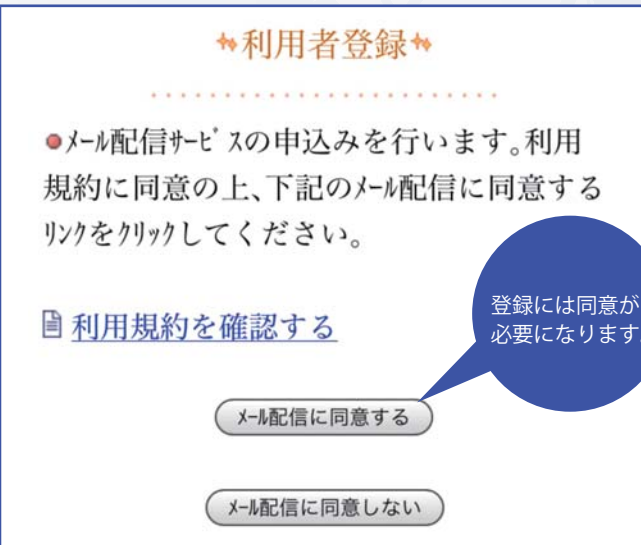 利用者登録
●ﾒｰﾙ配信ｻｰﾋﾞｽの申込みを行います。利用
規約に同意の上、下記のﾒｰﾙ配信に同意する
ﾘﾝｸをｸﾘｯｸしてください。
利用規約を確認する
登録には同意が
必要になります。
ﾒｰﾙ配信に同意する
ﾒｰﾙ配信に同意しない